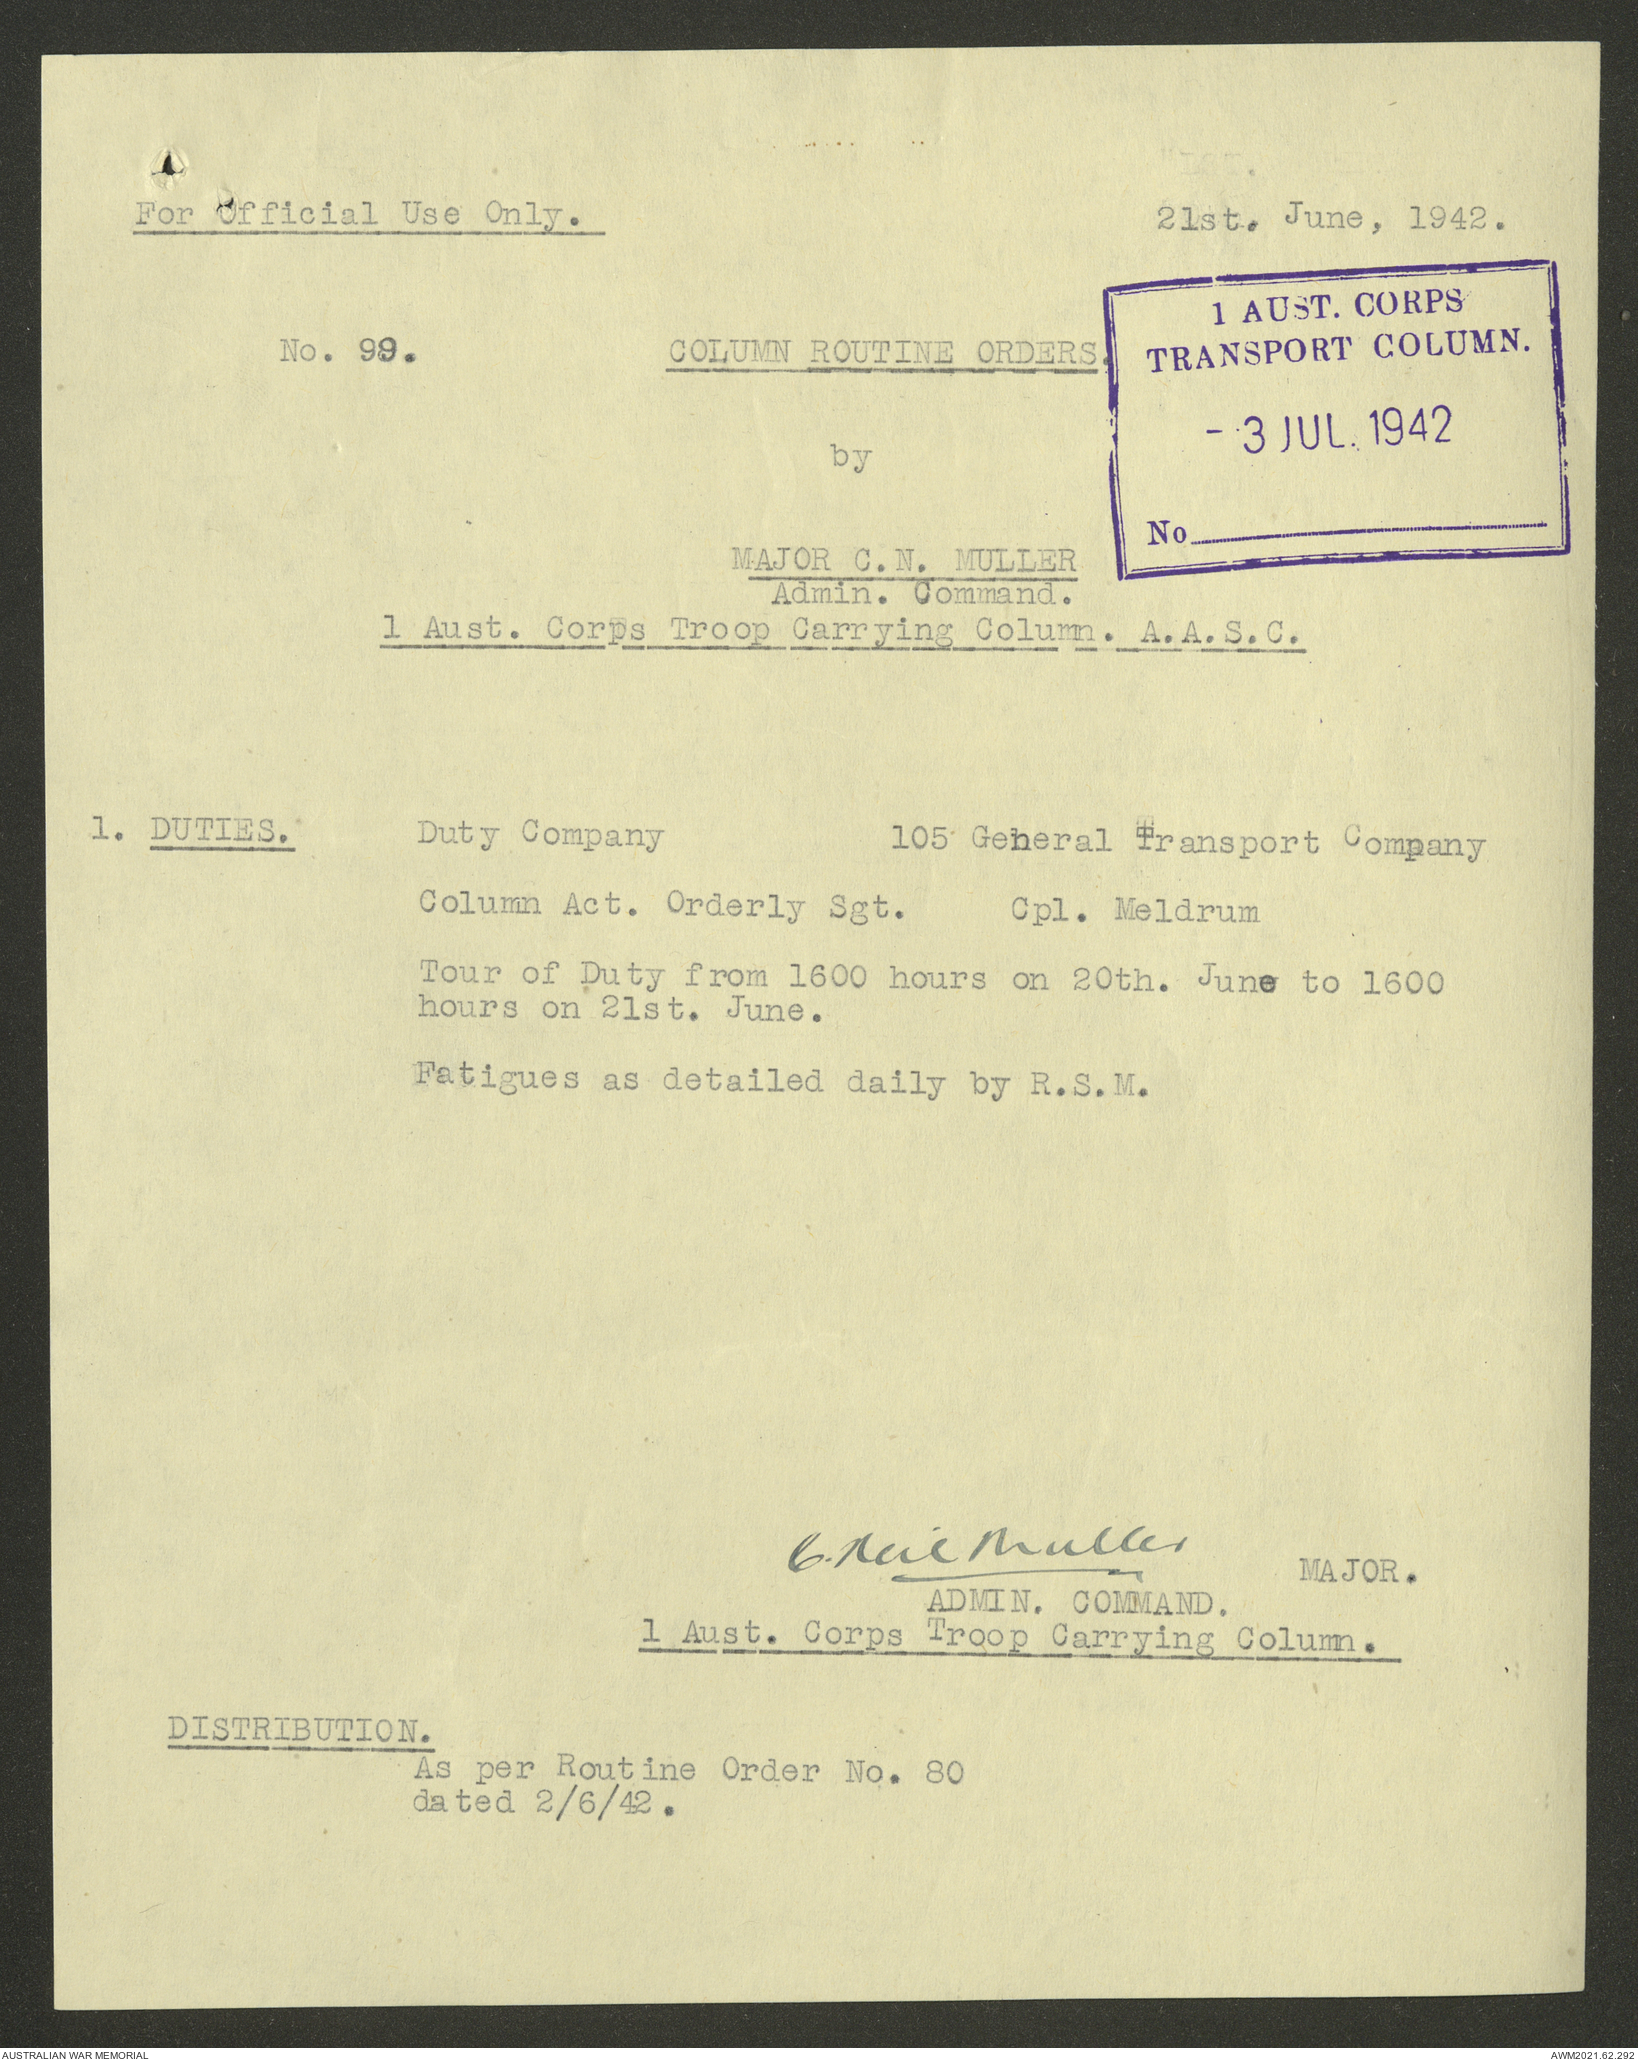 For Official Use Only.
21st. June, 1942.
1 AUST. CORPS
TRANSPORT COLUMN.
- 3 JUL. 1942
No
No. 99.
COLUMN ROUTINE ORDERS.
by
MAJOR C.N. MULLER
Admin. Command.
1 Aust. Corps Troop Carrying Column. A.A.S.C.
1. DUTIES. Duty Company 105 General Transport Company
Column Act. Orderly Sgt. Cpl. Meldrum
Tour of Duty from 1600 hours on 20th. June to 1600
hours on 21st. June.
Fatigues as detailed daily by R.S.M.
C. Neil Muller
MAJOR.
ADMIN. COMMAND.
1 Aust. Corps Troop Carrying Column.
DISTRIBUTION.
As per Routine Order No. 80
dated 2/6/42.
AUSTRALIAN WAR MEMORIAL
AWM2021.62.292